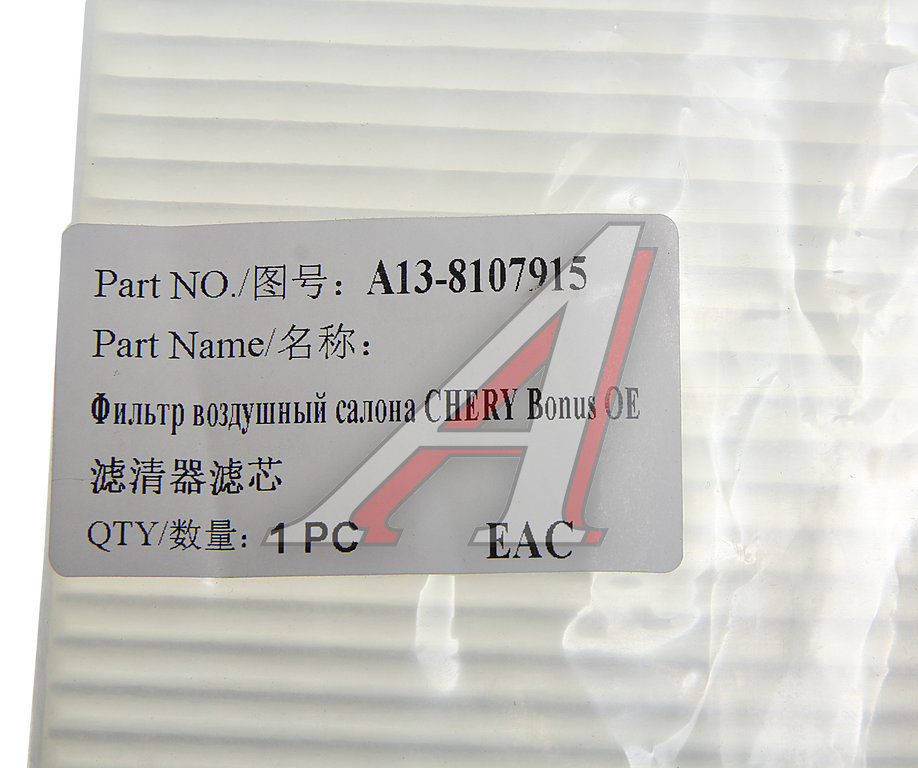 Part NO./图号：A13-8107915
Part Name/名称：
Фильтр воздушный салона CHERY Bonus OE
滤清器滤芯
QTY/数量：1 PC EAC